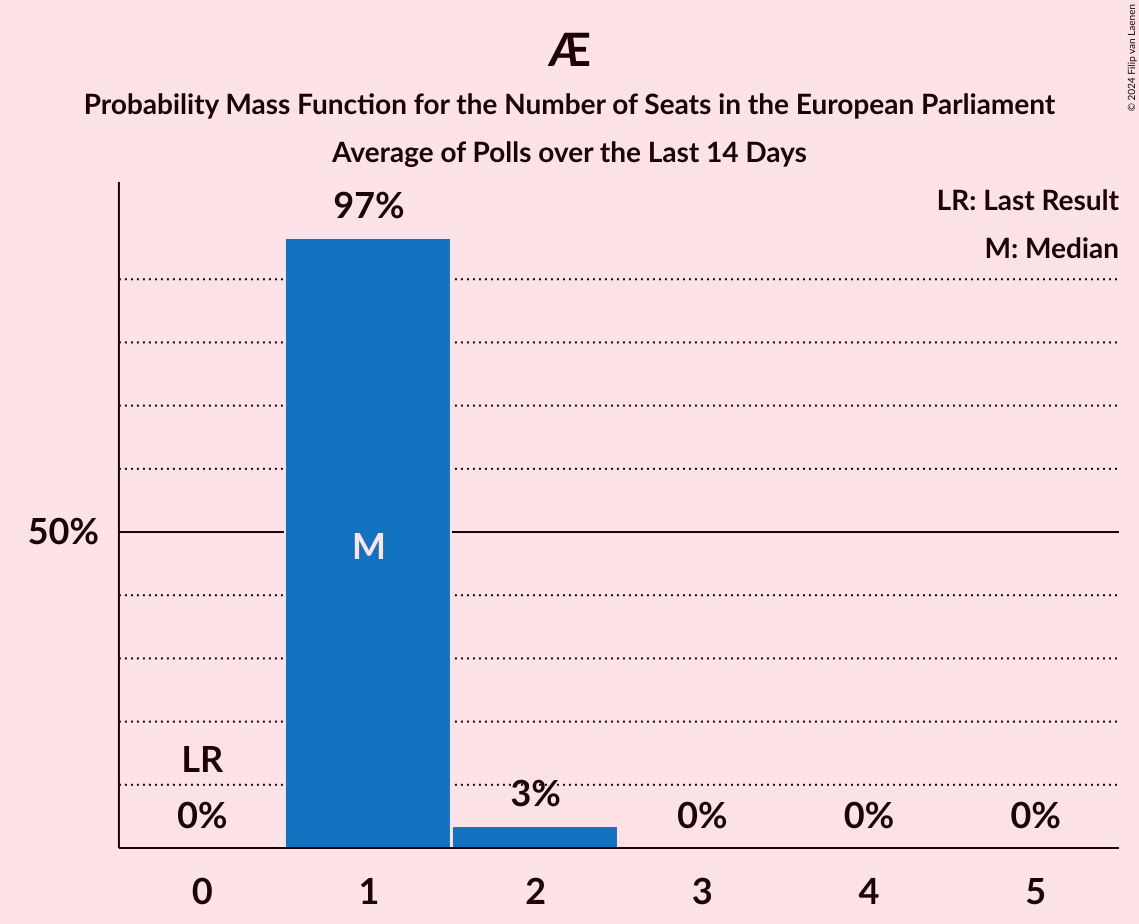 Æ
Probability Mass Function for the Number of Seats in the European Parliament
Average of Polls over the Last 14 Days
LR: Last Result
M: Median
97%
50%
M
LR
0%
3%
0%
0%
0%
0
1
2
3
4
5
© 2024 Filip van Laenen